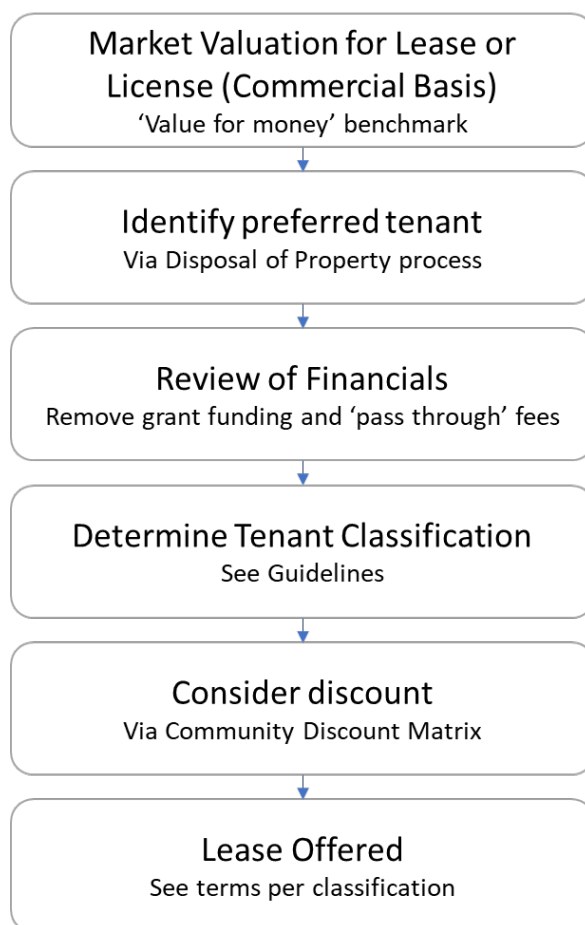 Market Valuation for Lease or
License (Commercial Basis)
‘Value for money’ benchmark
Identify preferred tenant
Via Disposal of Property process
Review of Financials
Remove grant funding and ‘pass through’ fees
Determine Tenant Classification
See Guidelines
Consider discount
Via Community Discount Matrix
Lease Offered
See terms per classification